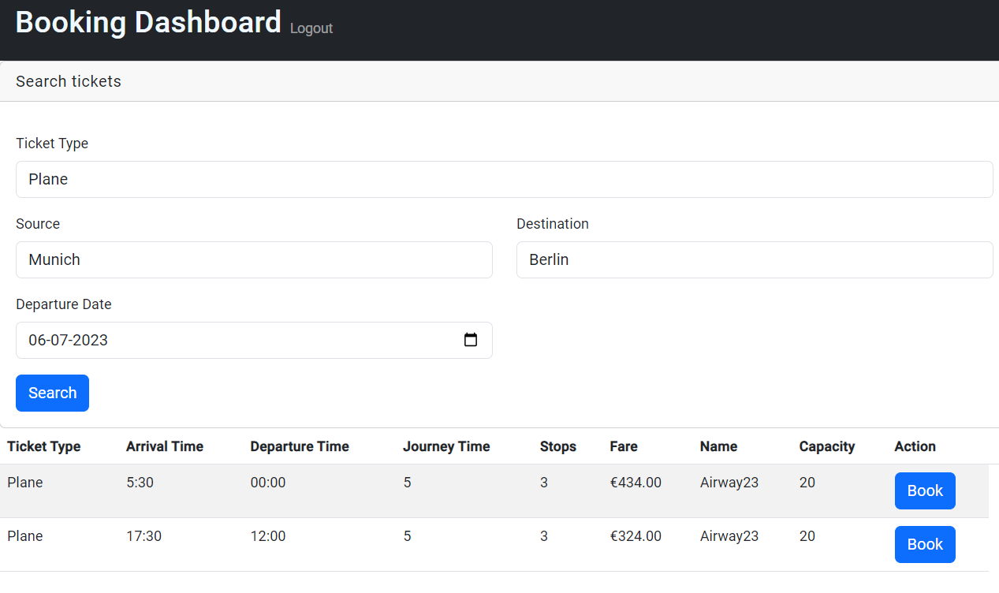 Booking Dashboard Logout
Search tickets
Ticket Type
Plane
Source Destination
Munich Berlin
Departure Date
06-07-2023
Search
Ticket Type Arrival Time Departure Time Journey Time Stops Fare Name Capacity Action
Plane 5:30 00:00 5 3 €434.00 Airway23 20 Book
Plane 17:30 12:00 5 3 €324.00 Airway23 20 Book